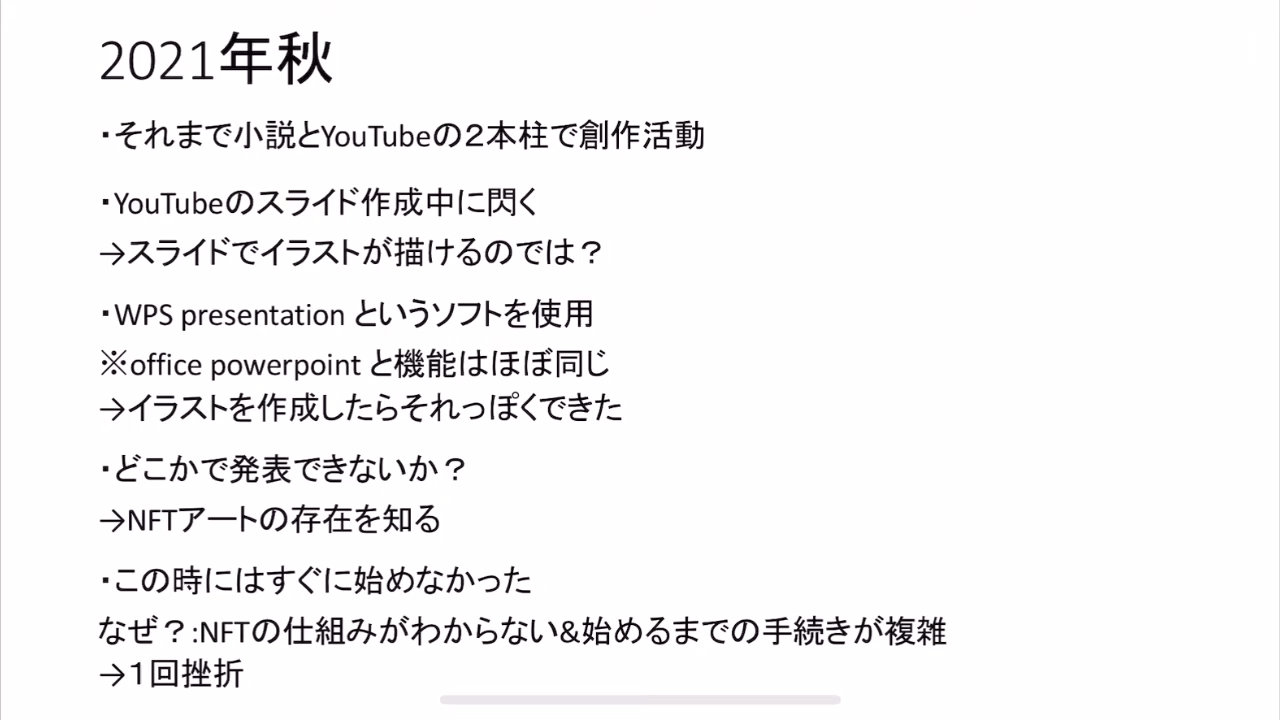 2021年秋
・それまで小説とYouTubeの２本柱で創作活動
・YouTubeのスライド作成中に閃く
→スライドでイラストが描けるのでは？
・WPS presentation というソフトを使用
※office powerpoint と機能はほぼ同じ
→イラストを作成したらそれっぽくできた
・どこかで発表できないか？
→NFTアートの存在を知る
・この時にはすぐに始めなかった
なぜ？:NFTの仕組みがわからない&始めるまでの手続きが複雑
→１回挫折